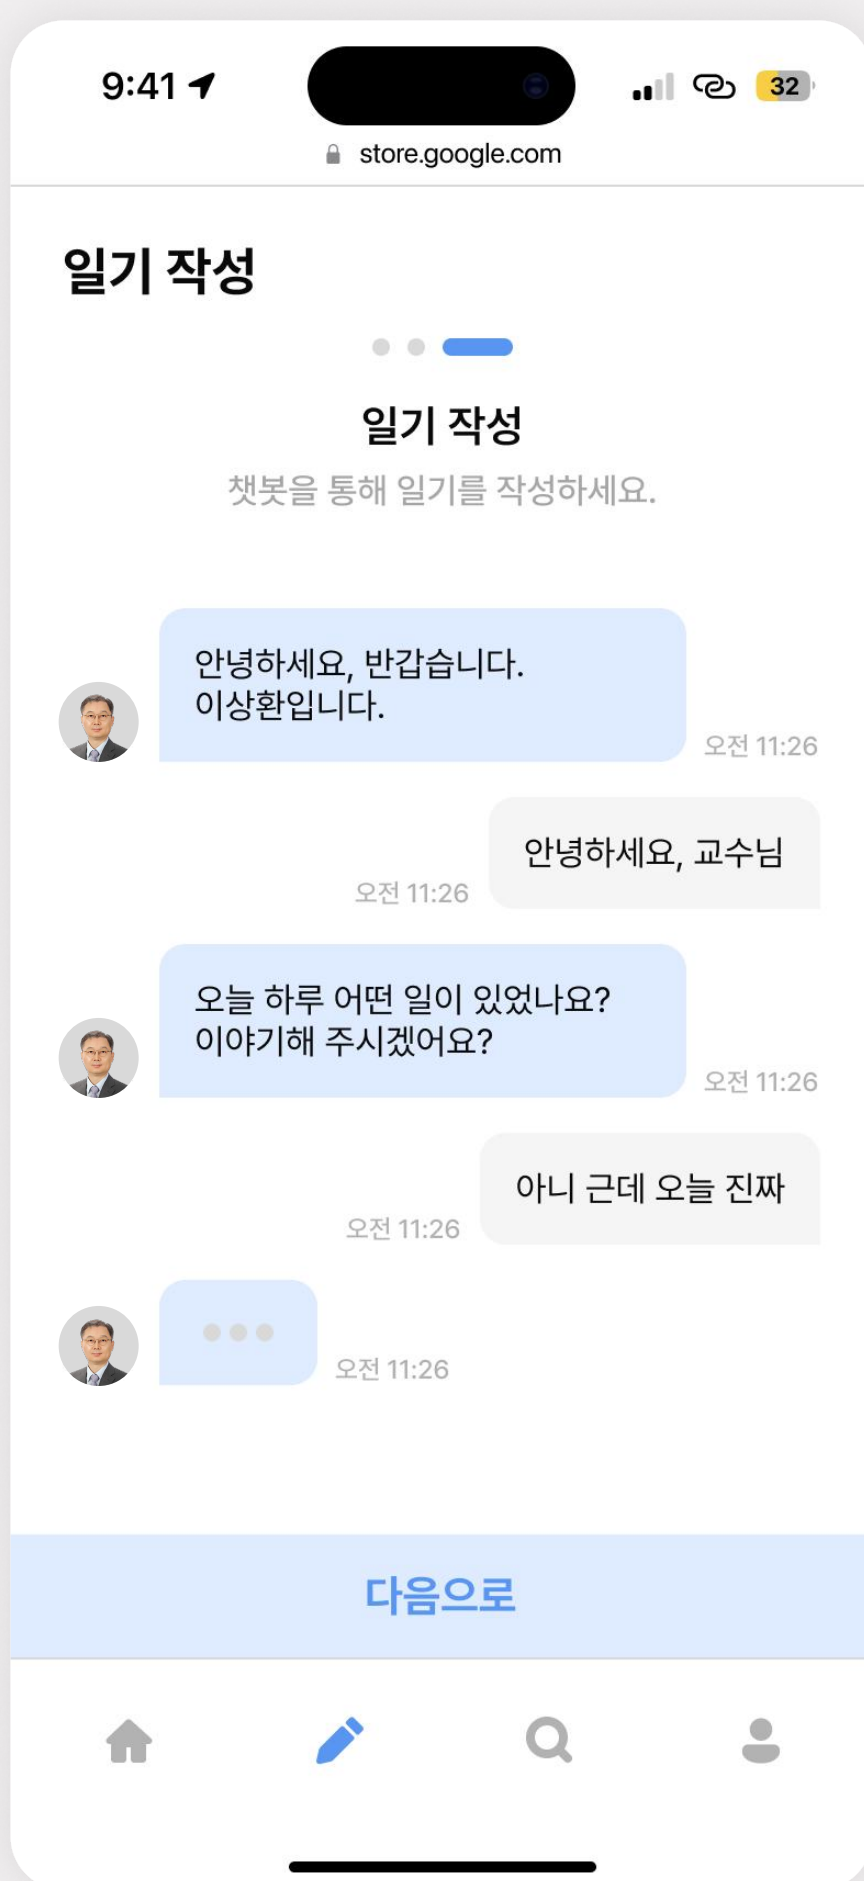 9:41
32
store.google.com
일기 작성
일기 작성
챗봇을 통해 일기를 작성하세요.
안녕하세요, 반갑습니다.
이상환입니다.
오전 11:26
안녕하세요, 교수님
오전 11:26
오늘 하루 어떤 일이 있었나요?
이야기해 주시겠어요?
오전 11:26
아니 근데 오늘 진짜
오전 11:26
오전 11:26
다음으로